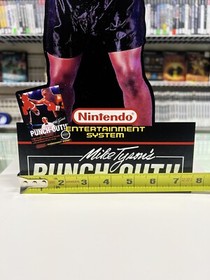 Nintendo
ENTERTAINMENT
SYSTEM
PUNCH-OUT!!
Mike Tyson's
PUNCH-OUT!!
2 3 4 5 6 7 8